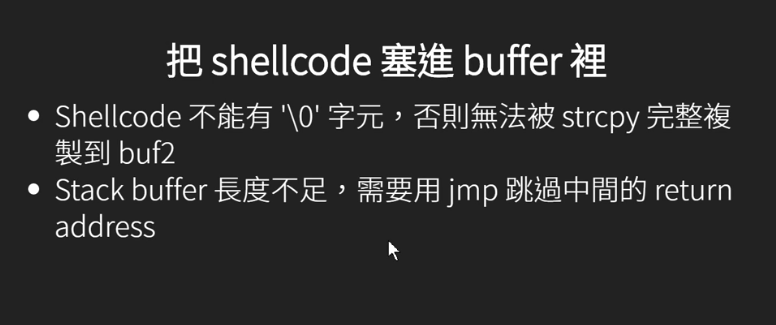 把 shellcode 塞進 buffer 裡
Shellcode 不能有 '\0' 字元，否則無法被 strcpy 完整複
製到 buf2
Stack buffer 長度不足，需要用 jmp 跳過中間的 return
address